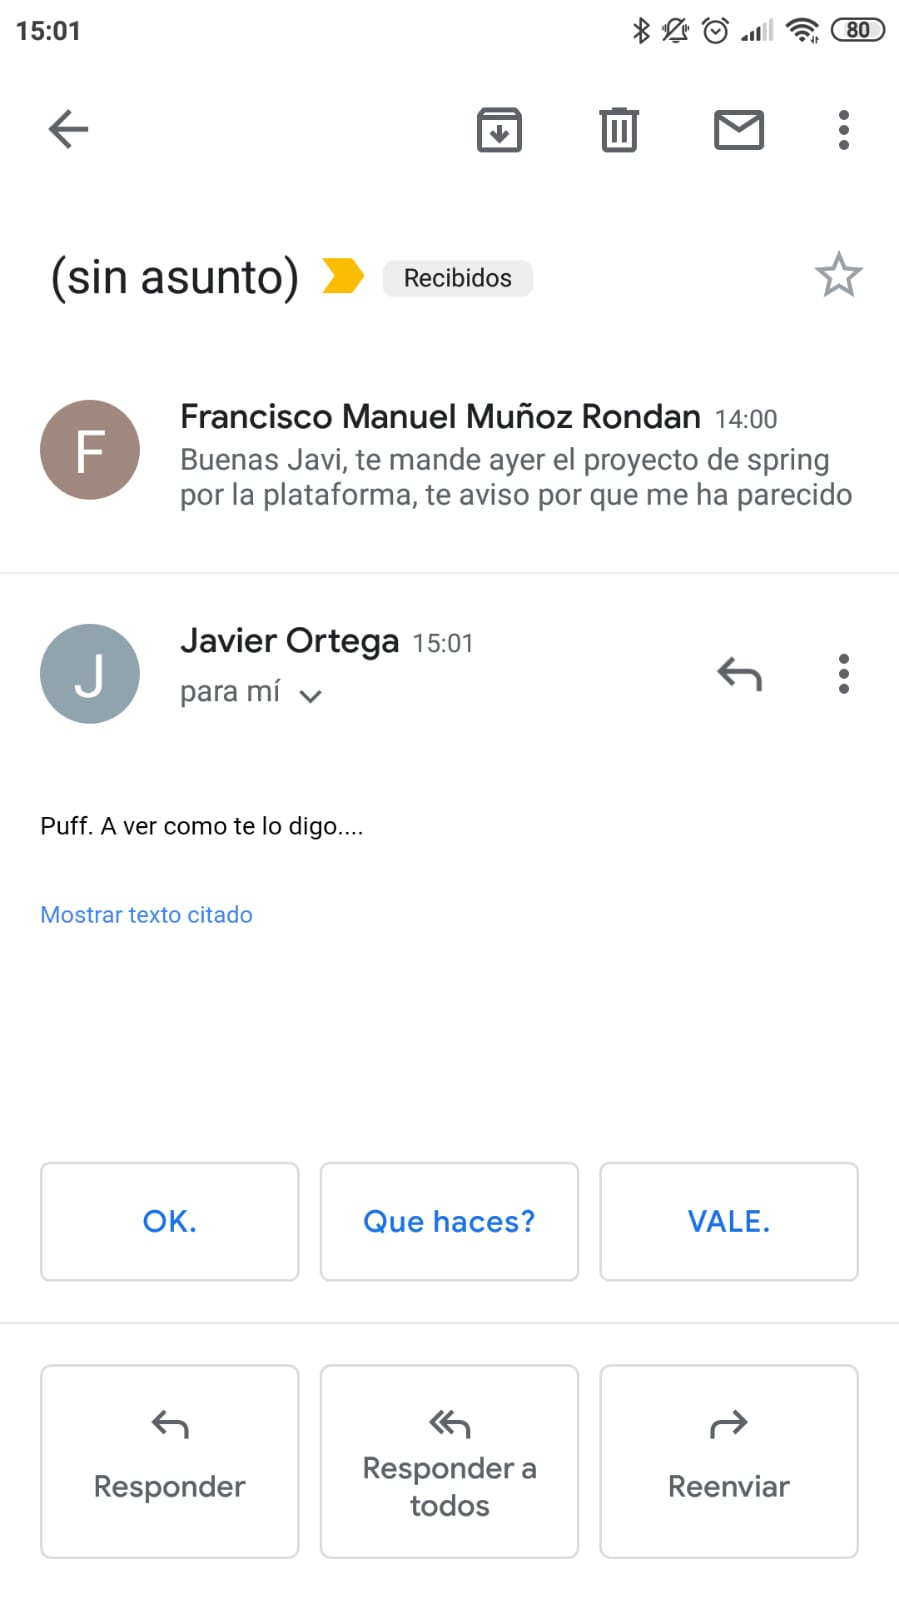 15:01
80
(sin asunto)
Recibidos
F
Francisco Manuel Muñoz Rondan 14:00
Buenas Javi, te mande ayer el proyecto de spring
por la plataforma, te aviso por que me ha parecido
J
Javier Ortega 15:01
para mí
Puff. A ver como te lo digo....
Mostrar texto citado
OK.
Que haces?
VALE.
Responder
Responder a
todos
Reenviar